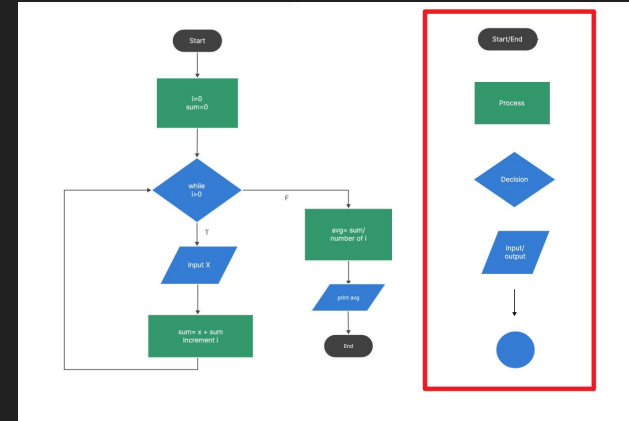 Start
i=0
sum=0
while
i>0
F
T
input X
sum= x + sum
increment i
avg= sum/
number of i
print avg
End
Start/End
Process
Decision
input/
output